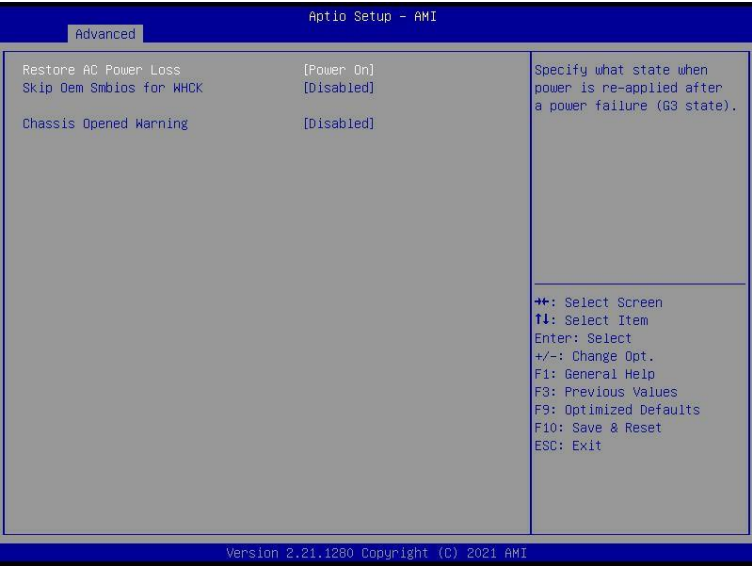 Aptio Setup – AMI
Advanced
Restore AC Power Loss [Power On]
Skip Oem Smbios for WHCK [Disabled]
Chassis Opened Warning [Disabled]
Specify what state when
power is re-applied after
a power failure (G3 state).
→←: Select Screen
↑↓: Select Item
Enter: Select
+/-: Change Opt.
F1: General Help
F3: Previous Values
F9: Optimized Defaults
F10: Save & Reset
ESC: Exit
Version 2.21.1280 Copyright (C) 2021 AMI